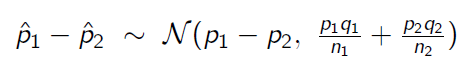 p̂₁ − p̂₂ ∼ 𝒩(p₁ − p₂, p₁q₁/n₁ + p₂q₂/n₂)